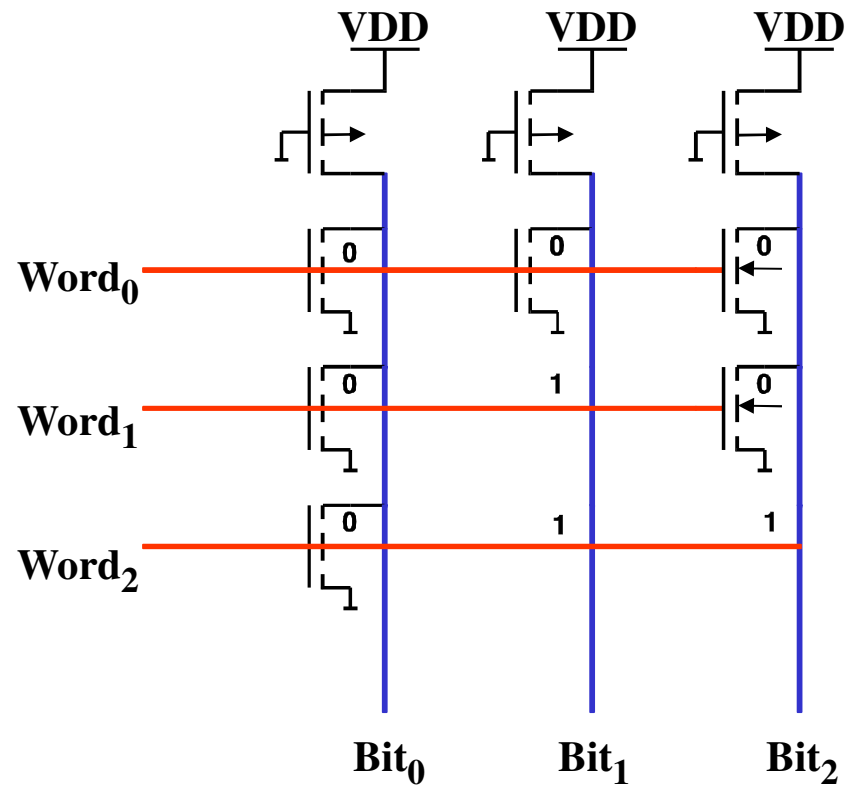 VDD VDD VDD
0 0 0
Word₀
0 1 0
Word₁
0 1 1
Word₂
Bit₀ Bit₁ Bit₂